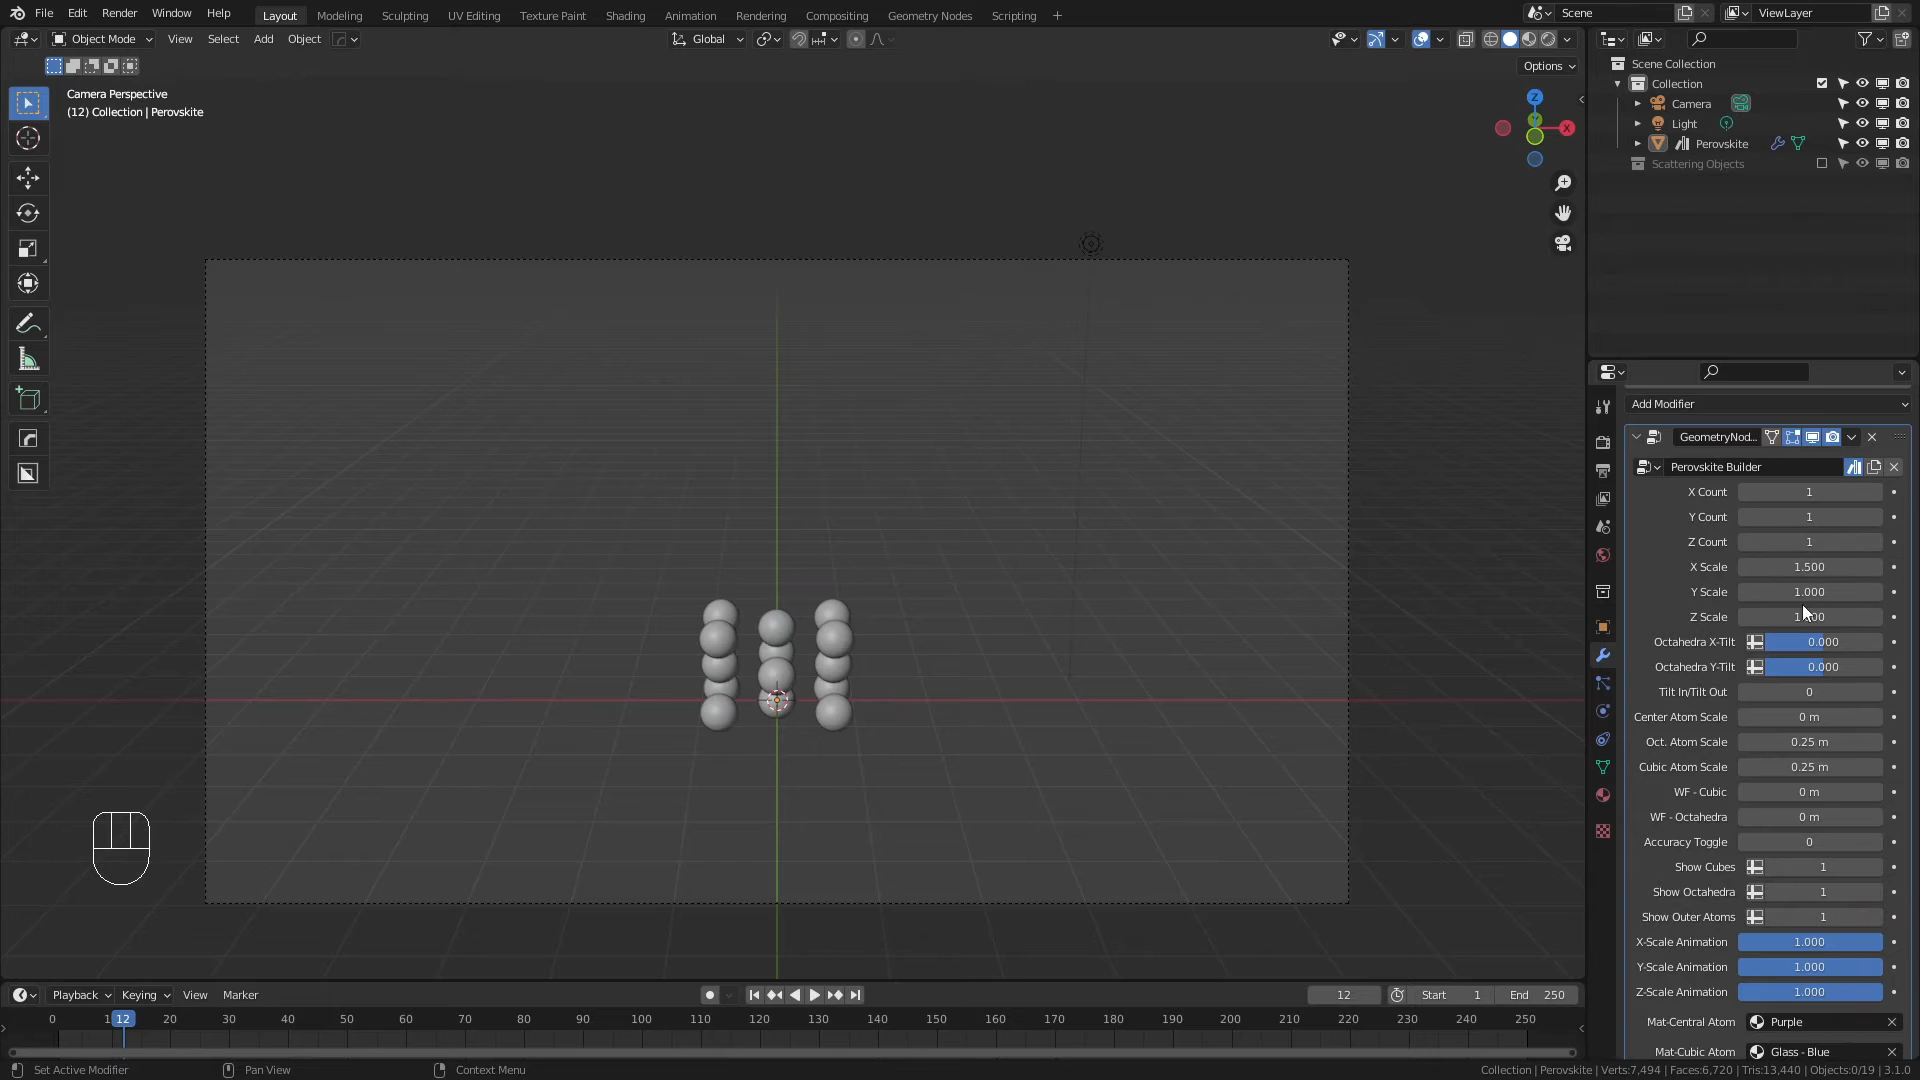 File Edit Render Window Help Layout Modeling Sculpting UV Editing Texture Paint Shading Animation Rendering Compositing Geometry Nodes Scripting + Scene ViewLayer
Object Mode View Select Add Object Global
Options
Camera Perspective
(12) Collection | Perovskite
Z
Y
X
Scene Collection
Collection
Camera
Light
Perovskite
Scattering Objects
Add Modifier
GeometryNod...
Perovskite Builder
X Count 1
Y Count 1
Z Count 1
X Scale 1.500
Y Scale 1.000
Z Scale
Octahedra X-Tilt 0.000
Octahedra Y-Tilt 0.000
Tilt In/Tilt Out 0
Center Atom Scale 0 m
Oct. Atom Scale 0.25 m
Cubic Atom Scale 0.25 m
WF - Cubic 0 m
WF - Octahedra 0 m
Accuracy Toggle 0
Show Cubes 1
Show Octahedra 1
Show Outer Atoms 1
X-Scale Animation 1.000
Y-Scale Animation 1.000
Z-Scale Animation 1.000
Mat-Central Atom Purple
Mat-Cubic Atom Glass - Blue
Playback Keying View Marker 12 Start 1 End 250
0 12 20 30 40 50 60 70 80 90 100 110 120 130 140 150 160 170 180 190 200 210 220 230 240 250
Set Active Modifier Pan View Context Menu Collection | Perovskite | Verts:7,494 | Faces:6,720 | Tris:13,440 | Objects:0/19 | 3.1.0